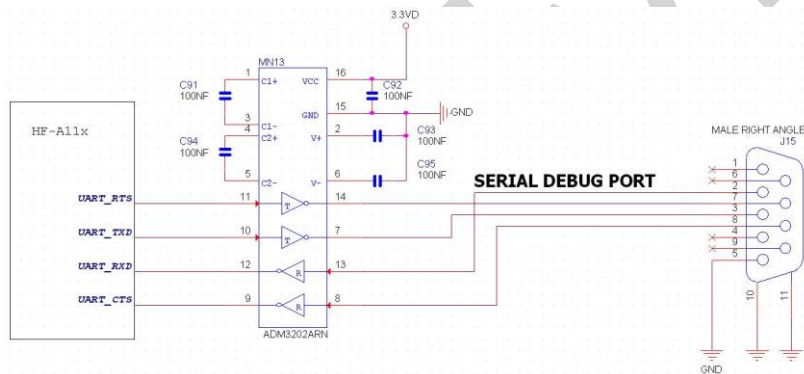 3.3VD
MN13
1 C1+ VCC 16
C91
100NF
C92
100NF
3 C1- GND 15
GND
4 C2+ V+ 2
C94
100NF
C93
100NF
5 C2- V- 6
C95
100NF
HF-A11x
SERIAL DEBUG PORT
MALE RIGHT ANGLE
J15
UART_RTS 11 T 14
UART_TXD 10 T 7
UART_RXD 12 R 13
UART_CTS 9 R 8
ADM3202ARN
1
6
2
7
3
8
4
9
5
10
11
GND